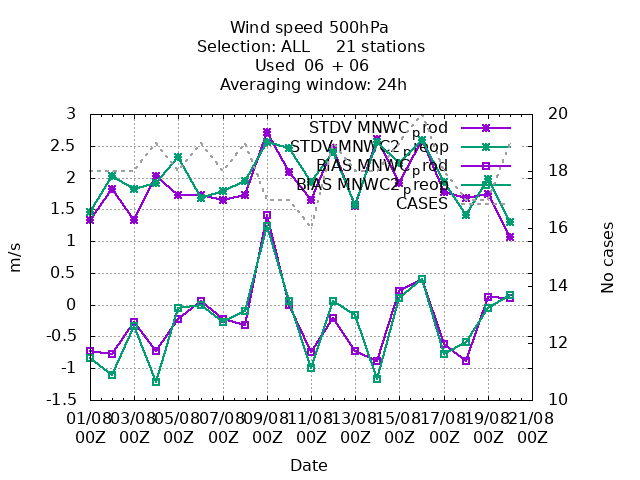 Wind speed 500hPa
Selection: ALL     21 stations
Used  06 + 06
Averaging window: 24h
3
2.5
2
1.5
1
0.5
0
-0.5
-1
-1.5
m/s
20
18
16
14
12
10
No cases
STDV MNWC_prod
STDV MNWC2_preop
BIAS MNWC_prod
BIAS MNWC2_preop
CASES
01/08 03/08 05/08 07/08 09/08 11/08 13/08 15/08 17/08 19/08 21/08
00Z 00Z 00Z 00Z 00Z 00Z 00Z 00Z 00Z 00Z 00Z
Date